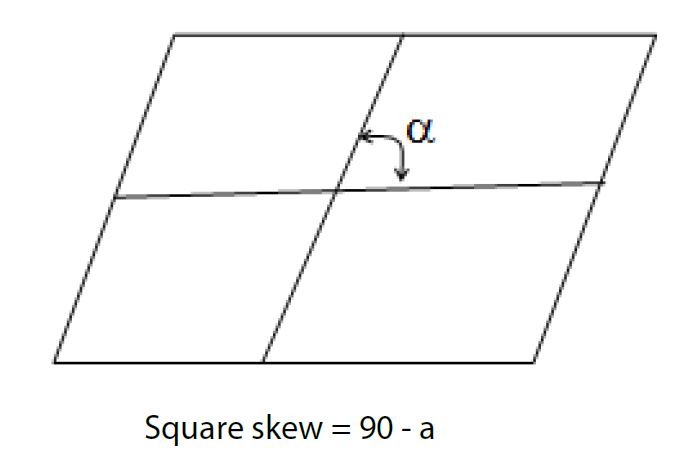 α
Square skew = 90 - a